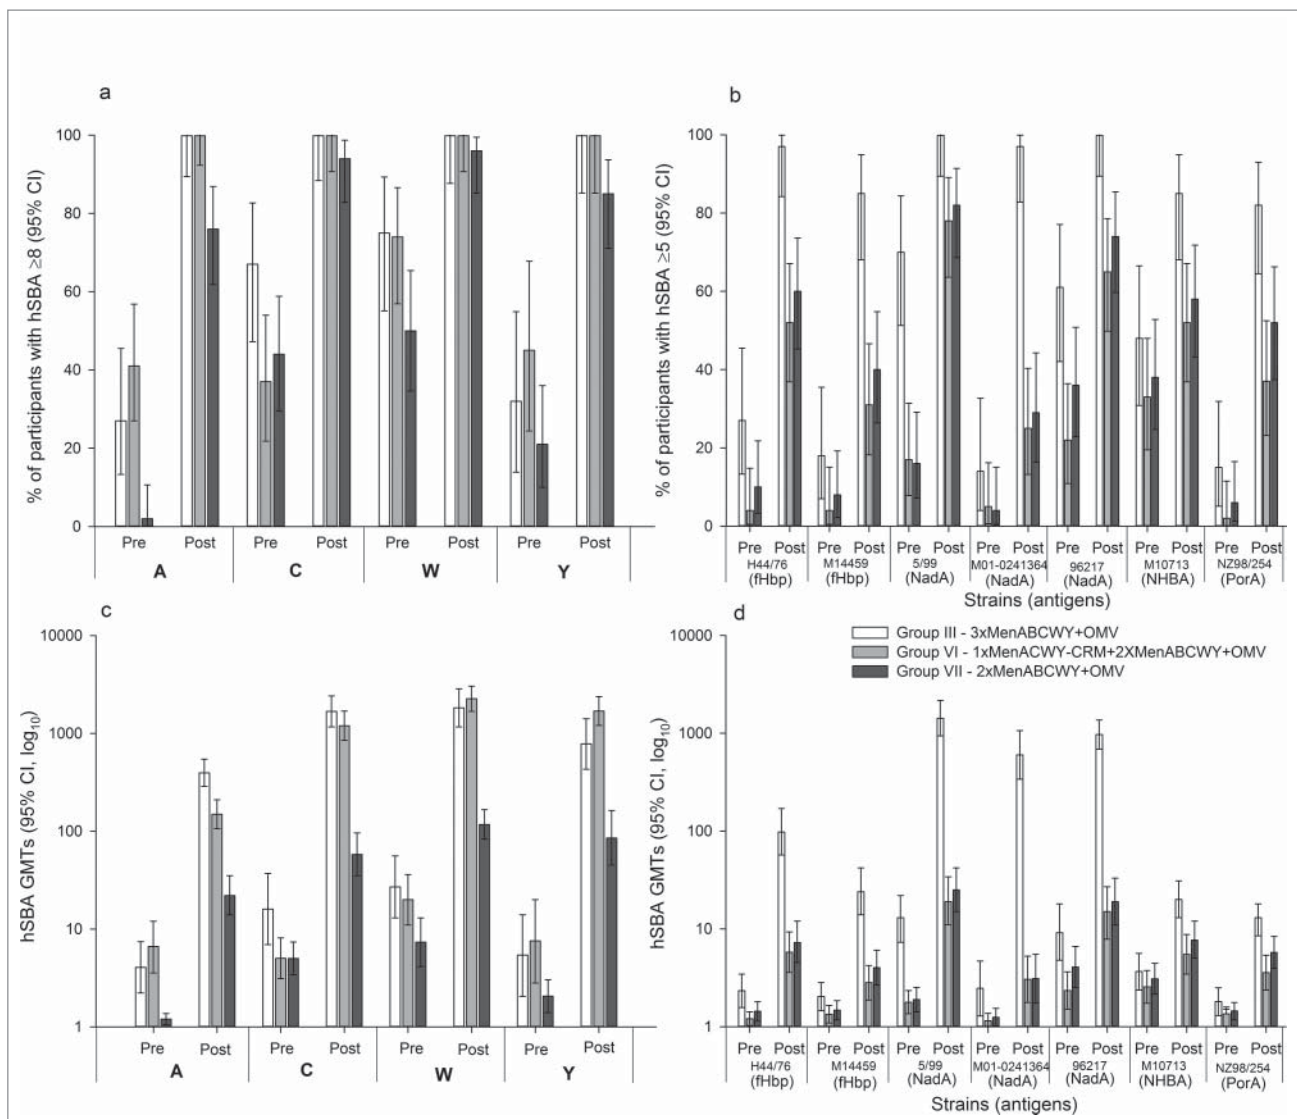 a
% of participants with hSBA ≥8 (95% CI)
100
80
60
40
20
0
Pre Post Pre Post Pre Post Pre Post
A C W Y
b
% of participants with hSBA ≥5 (95% CI)
100
80
60
40
20
0
Pre Post Pre Post Pre Post Pre Post Pre Post Pre Post Pre Post
H44/76 M14459 5/99 M01-0241364 96217 M10713 NZ98/254
(fHbp) (fHbp) (NadA) (NadA) (NadA) (NHBA) (PorA)
Strains (antigens)
c
hSBA GMTs (95% CI, log10)
10000
1000
100
10
1
Pre Post Pre Post Pre Post Pre Post
A C W Y
d
Group III - 3xMenABCWY+OMV
Group VI - 1xMenACWY-CRM+2XMenABCWY+OMV
Group VII - 2xMenABCWY+OMV
hSBA GMTs (95% CI, log10)
10000
1000
100
10
1
Pre Post Pre Post Pre Post Pre Post Pre Post Pre Post Pre Post
H44/76 M14459 5/99 M01-0241364 96217 M10713 NZ98/254
(fHbp) (fHbp) (NadA) (NadA) (NadA) (NHBA) (PorA)
Strains (antigens)